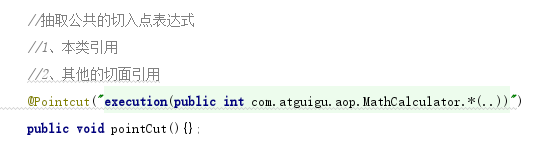 //抽取公共的切入点表达式
//1、本类引用
//2、其他的切面引用
@Pointcut("execution(public int com.atguigu.aop.MathCalculator.*(..))")
public void pointCut(){};